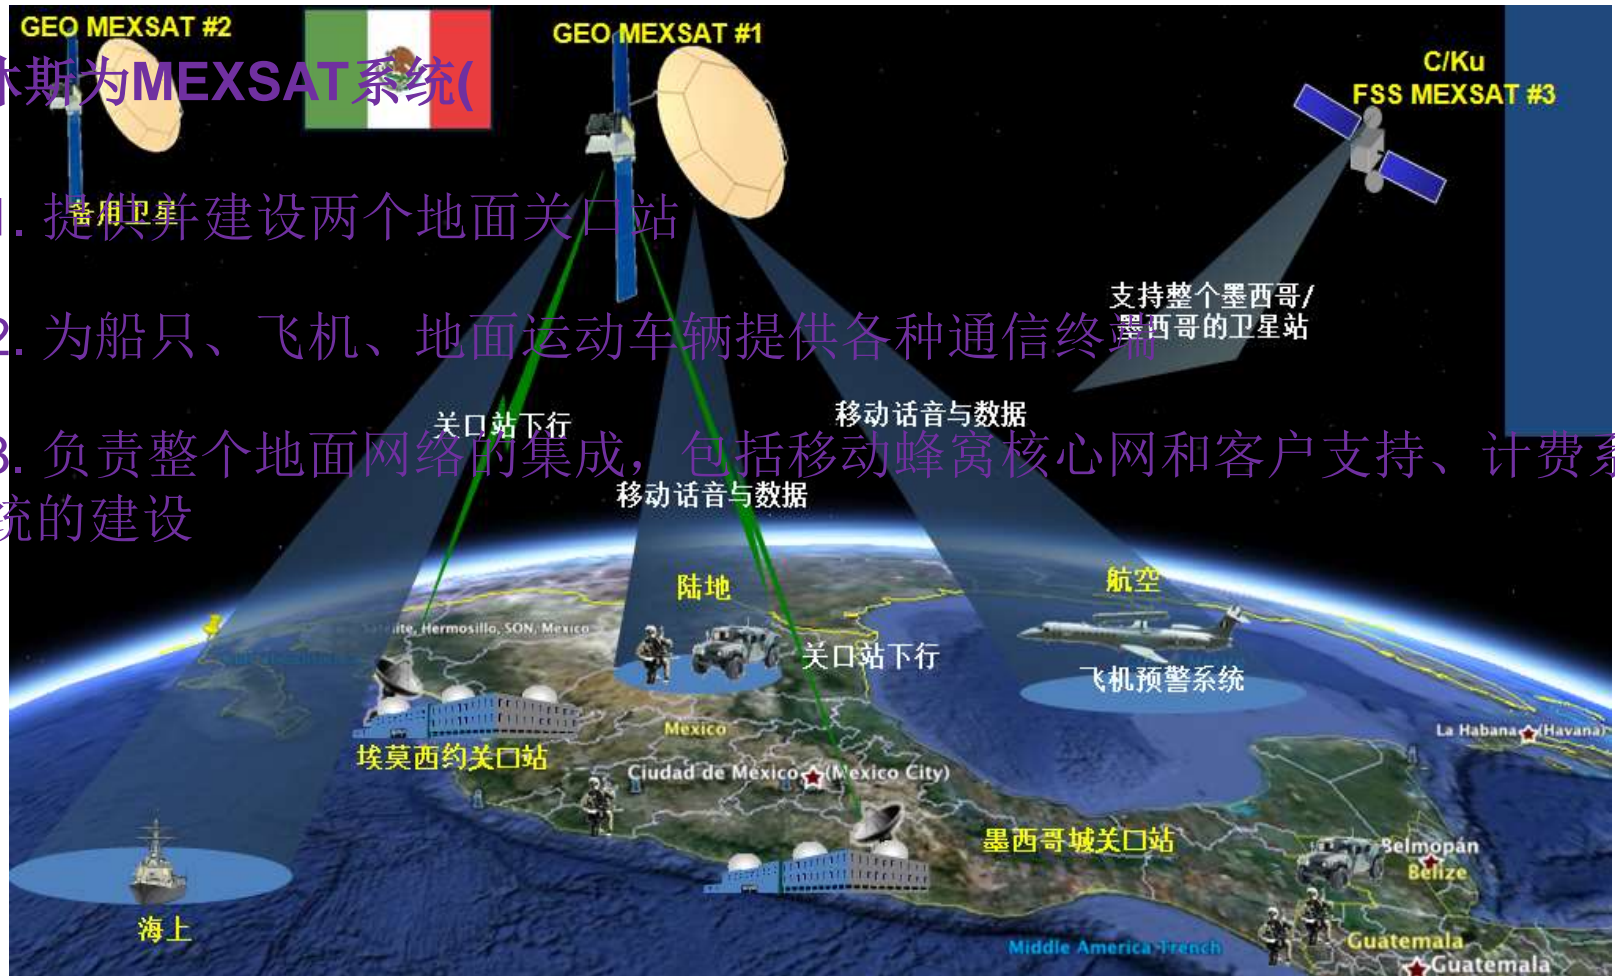 GEO MEXSAT #2
GEO MEXSAT #1
C/Ku
FSS MEXSAT #3
休斯为MEXSAT系统(
备用卫星
1. 提供并建设两个地面关口站
支持整个墨西哥/
墨西哥的卫星站
2. 为船只、飞机、地面运动车辆提供各种通信终端
关口站下行
移动话音与数据
3. 负责整个地面网络的集成，包括移动蜂窝核心网和客户支持、计费系
统的建设
移动话音与数据
陆地
航空
Hermosillo, SON, Mexico
关口站下行
飞机预警系统
Mexico
La Habana (Havana)
埃莫西约关口站
Ciudad de México (Mexico City)
墨西哥城关口站
Belmopan
Belize
海上
Middle America Trench
Guatemala
Guatemala